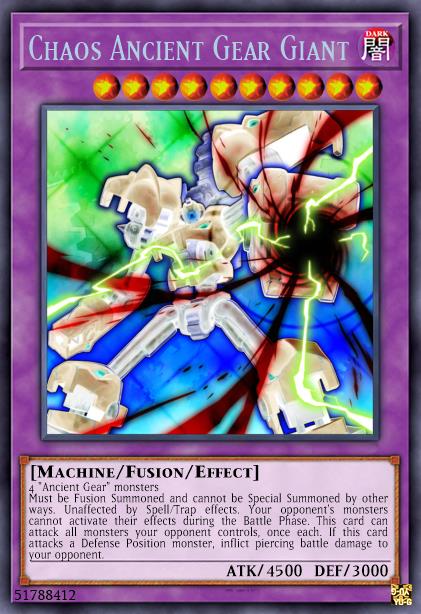 Chaos Ancient Gear Giant
DARK
闇
[Machine/Fusion/Effect]
4 "Ancient Gear" monsters
Must be Fusion Summoned and cannot be Special Summoned by other
ways. Unaffected by Spell/Trap effects. Your opponent's monsters
cannot activate their effects during the Battle Phase. This card can
attack all monsters your opponent controls, once each. If this card
attacks a Defense Position monster, inflict piercing battle damage to
your opponent.
ATK/4500 DEF/3000
51788412